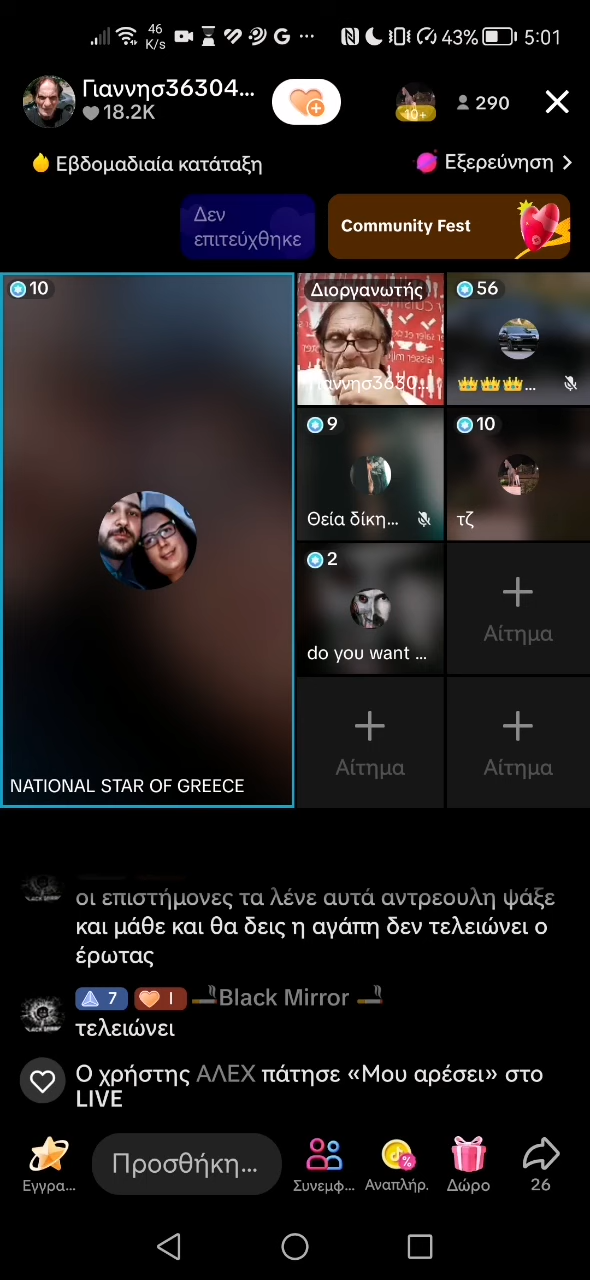 46
K/s
43%
5:01
Γιαννησ36304...
18.2K
10+
290
Εβδομαδιαία κατάταξη
Εξερεύνηση >
Δεν
επιτεύχθηκε
Community Fest
10
Διοργανωτής
56
9
Θεία δίκη...
10
τζ
2
do you want ...
Αίτημα
Αίτημα
Αίτημα
NATIONAL STAR OF GREECE
οι επιστήμονες τα λένε αυτά αντρεουλη ψάξε
και μάθε και θα δεις η αγάπη δεν τελειώνει ο
έρωτας
7 1 Black Mirror
τελειώνει
Ο χρήστης ΑΛΕΧ πάτησε «Μου αρέσει» στο
LIVE
Προσθήκη...
Εγγρα...
Συνεμφ...
Αναπλήρ.
Δώρο
26